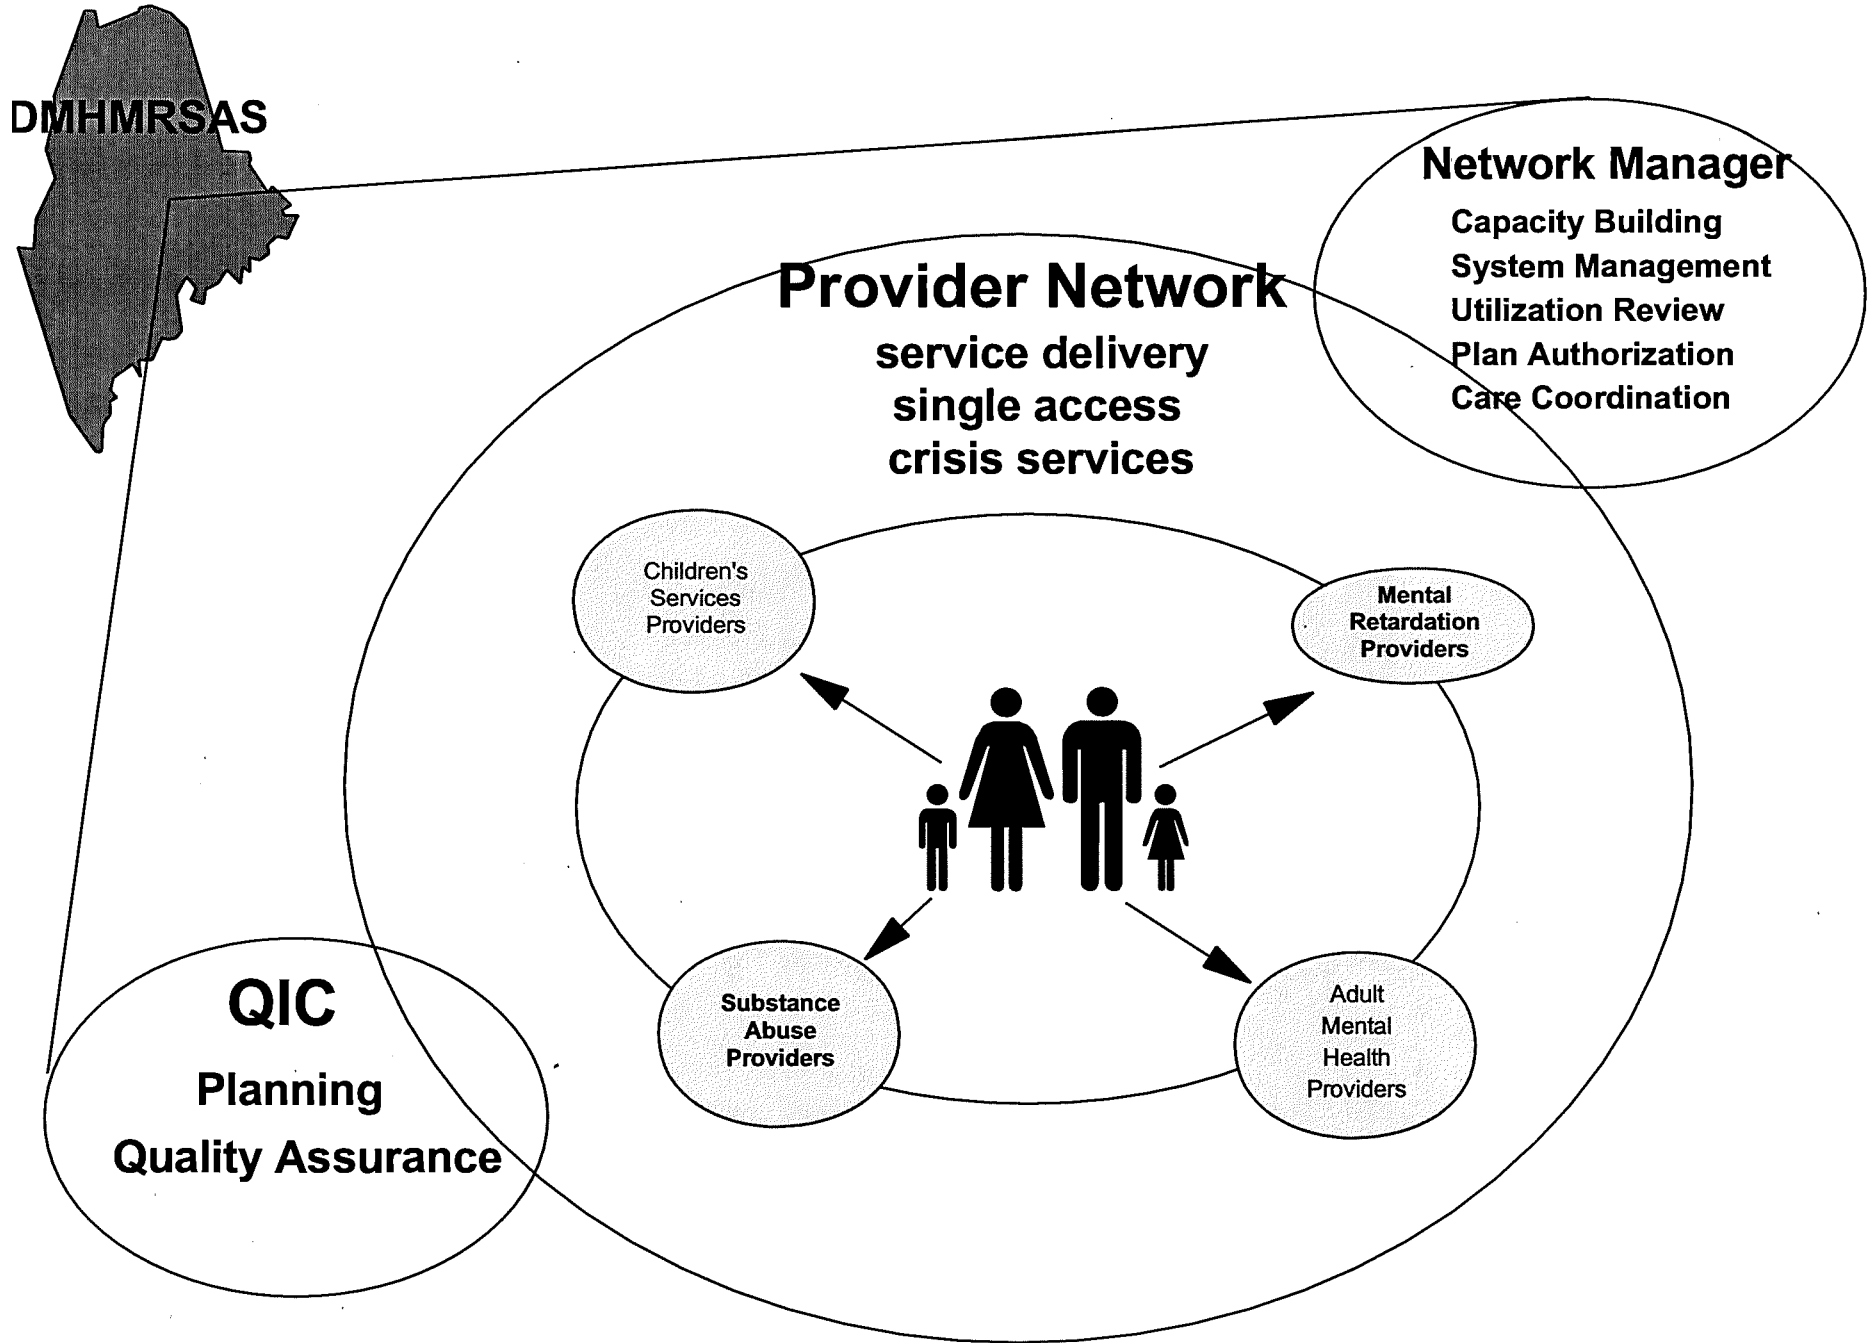 DMHMRSAS
Network Manager
Capacity Building
System Management
Utilization Review
Plan Authorization
Care Coordination
Provider Network
service delivery
single access
crisis services
Children's
Services
Providers
Mental
Retardation
Providers
Substance
Abuse
Providers
Adult
Mental
Health
Providers
QIC
Planning
Quality Assurance